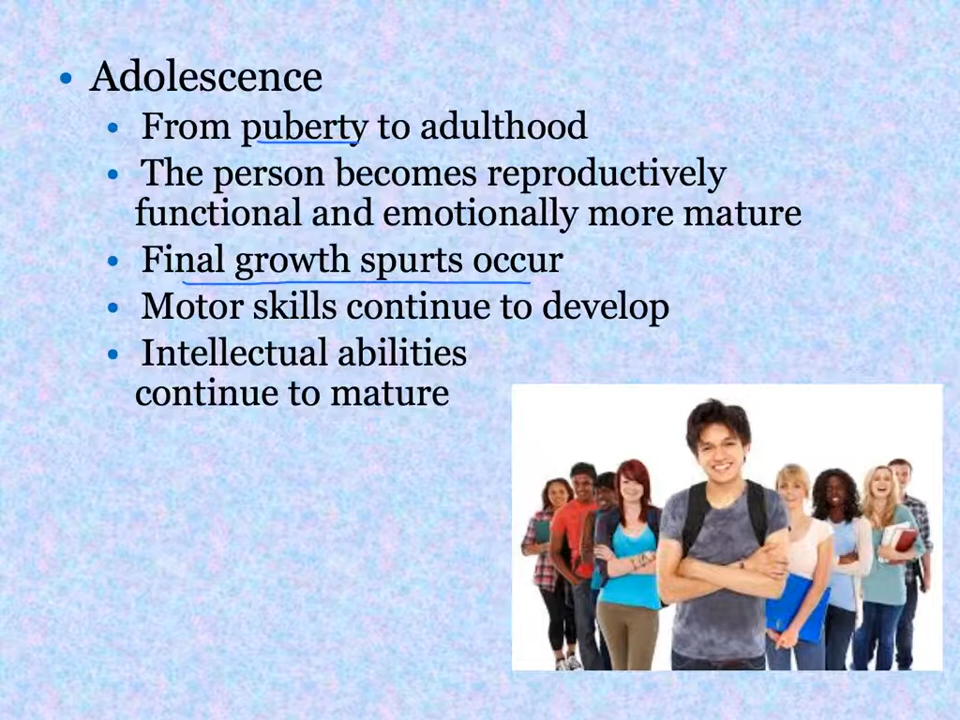 • Adolescence
• From puberty to adulthood
• The person becomes reproductively
functional and emotionally more mature
• Final growth spurts occur
• Motor skills continue to develop
• Intellectual abilities
continue to mature